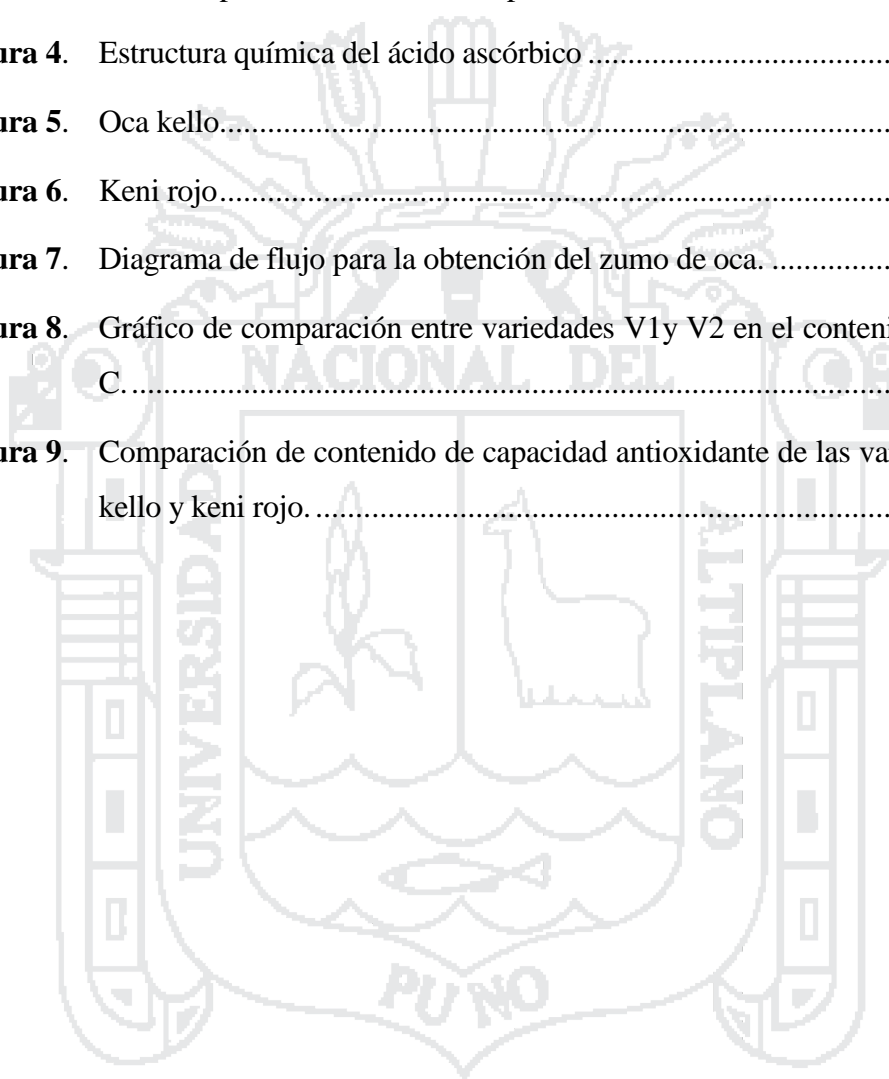 ura 4. Estructura química del ácido ascórbico ......................................
ura 5. Oca kello....................................................................................
ura 6. Keni rojo.....................................................................................
ura 7. Diagrama de flujo para la obtención del zumo de oca. ...............
ura 8. Gráfico de comparación entre variedades V1y V2 en el conteni
C. ................................................................................................
ura 9. Comparación de contenido de capacidad antioxidante de las va
kello y keni rojo. ........................................................................
NACIONAL DEL
UNIVERSIDAD
ALTIPLANO
PUNO